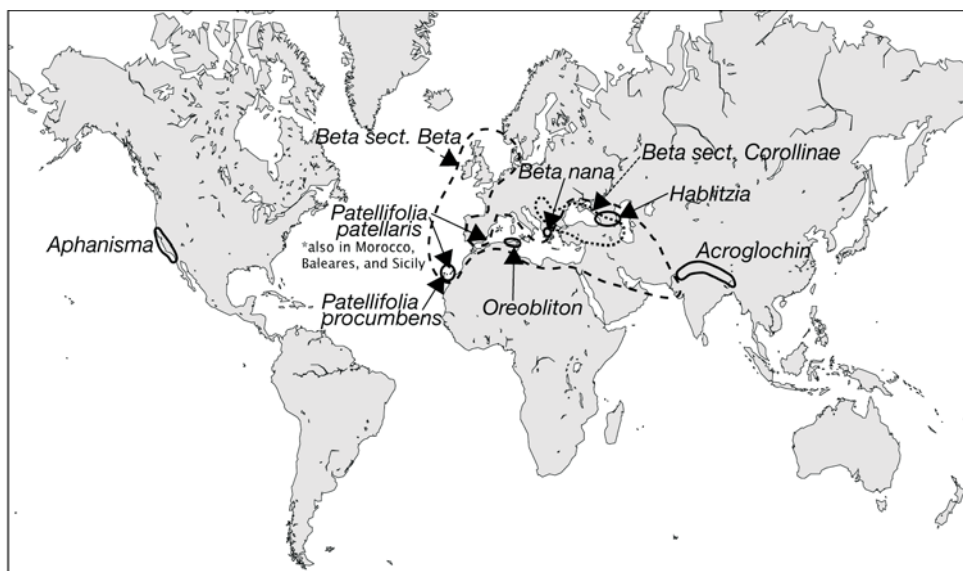 Beta sect. Beta
Beta nana
Beta sect. Corollinae
Hablitzia
Patellifolia
patellaris
*also in Morocco,
Baleares, and Sicily
Aphanisma
Acroglochin
Patellifolia
procumbens
Oreobliton